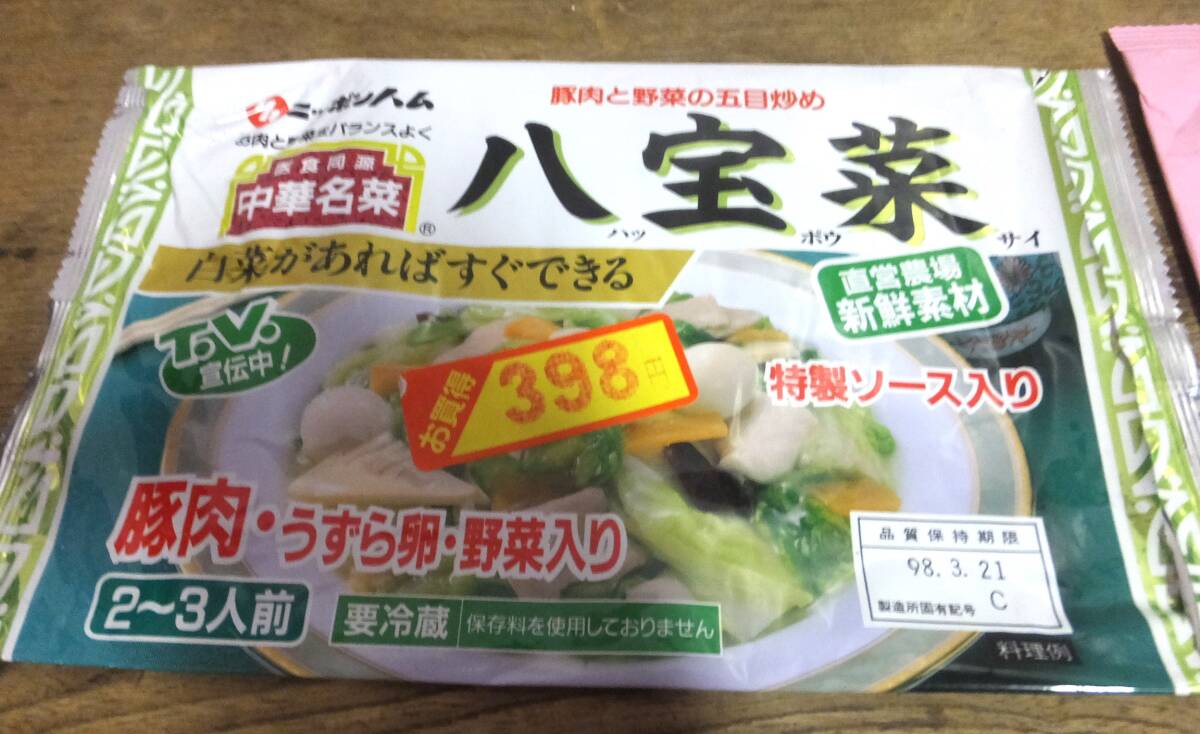 ニッポンハム
豚肉と野菜の五目炒め
お肉と野菜をバランスよく
医食同源
中華名菜
®
八宝菜
ハッ ポウ サイ
白菜があればすぐできる
直営農場
新鮮素材
T.V.
宣伝中!
お買得
398
円
特製ソース入り
豚肉・うずら卵・野菜入り
2〜3人前
要冷蔵
保存料を使用しておりません
品質保持期限
98.3.21
製造所固有記号 C
料理例